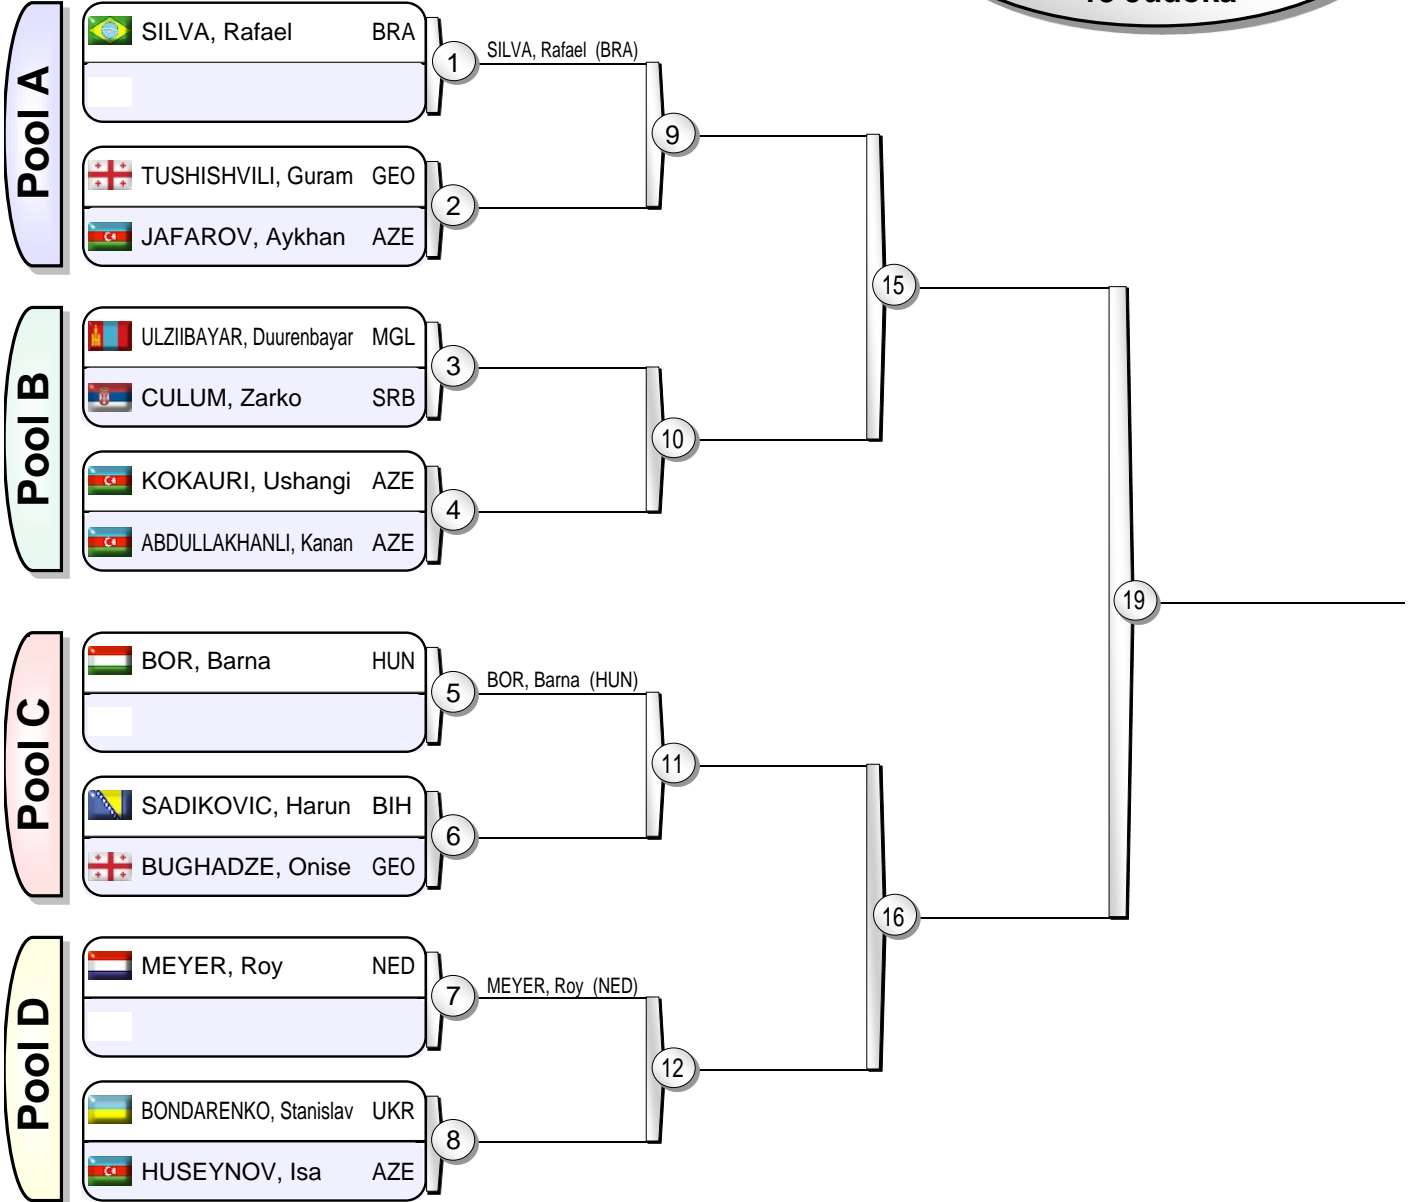 Pool A
SILVA, Rafael BRA
1
SILVA, Rafael (BRA)
9
TUSHISHVILI, Guram GEO
2
JAFAROV, Aykhan AZE
15
Pool B
ULZIIBAYAR, Duurenbayar MGL
3
CULUM, Zarko SRB
10
KOKAURI, Ushangi AZE
4
ABDULLAKHANLI, Kanan AZE
19
Pool C
BOR, Barna HUN
5
BOR, Barna (HUN)
11
SADIKOVIC, Harun BIH
6
BUGHADZE, Onise GEO
16
Pool D
MEYER, Roy NED
7
MEYER, Roy (NED)
12
BONDARENKO, Stanislav UKR
8
HUSEYNOV, Isa AZE